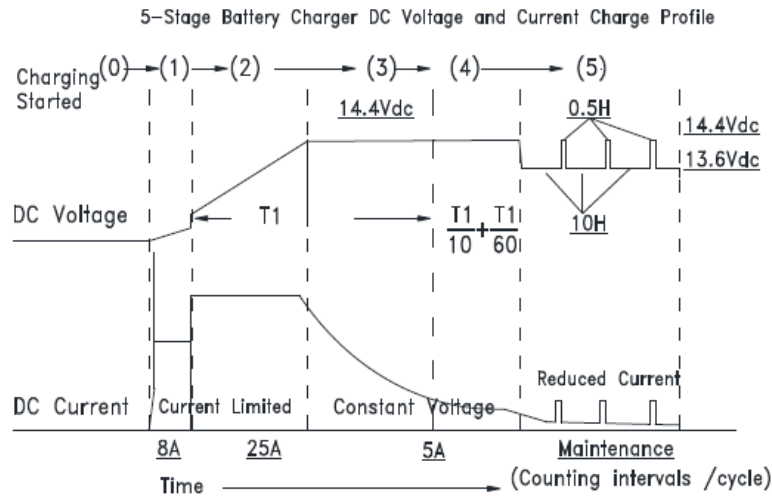 5-Stage Battery Charger DC Voltage and Current Charge Profile
Charging Started
(0) (1) (2) (3) (4) (5)
14.4Vdc
0.5H
14.4Vdc
13.6Vdc
DC Voltage
T1
T1/10 + T1/60
10H
Reduced Current
DC Current
Current Limited
Constant Voltage
8A
25A
5A
Maintenance
Time
(Counting intervals /cycle)